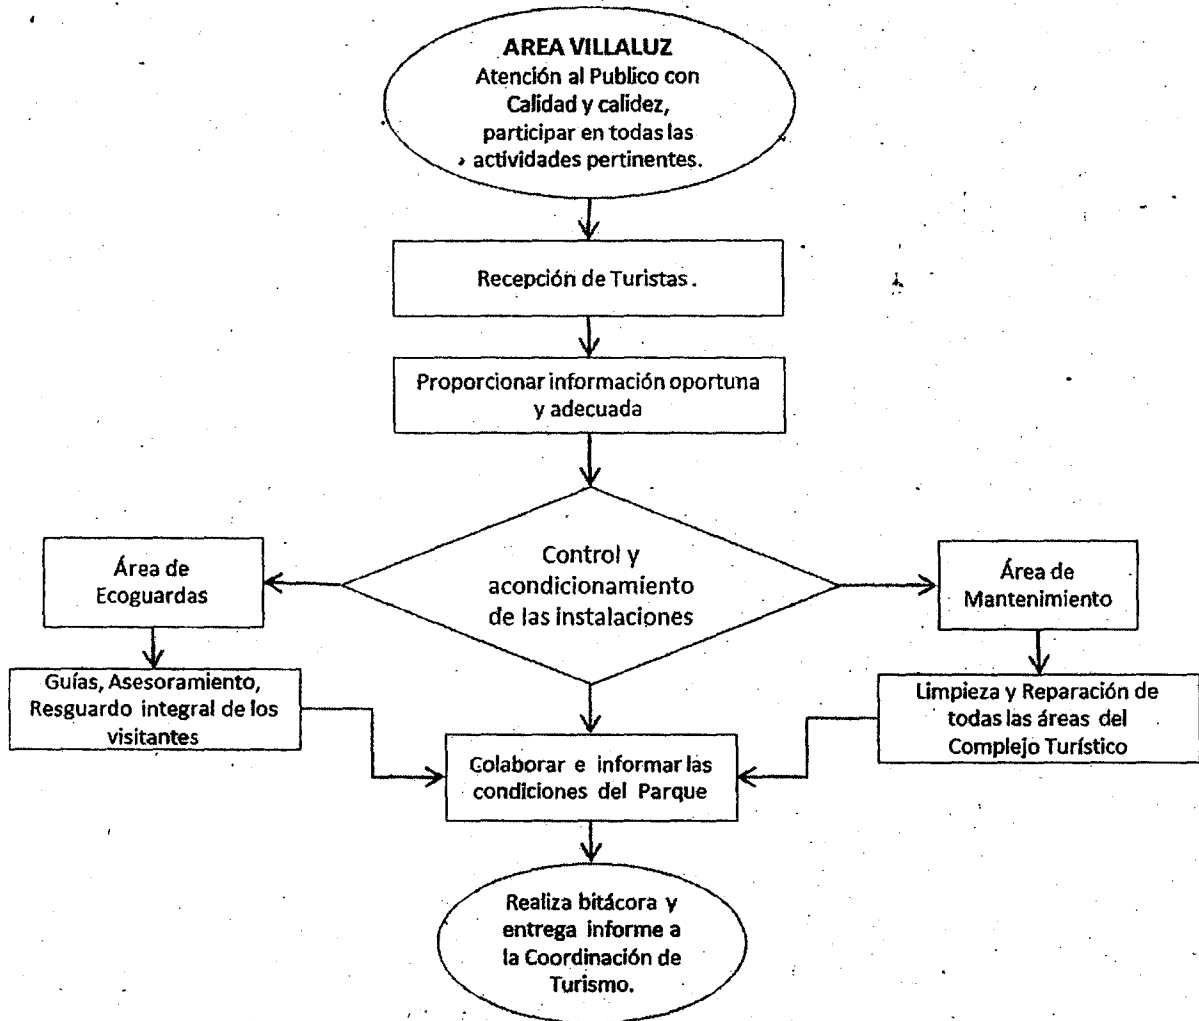 AREA VILLALUZ
Atención al Publico con
Calidad y calidez,
participar en todas las
actividades pertinentes.
Recepción de Turistas.
Proporcionar información oportuna
y adecuada
Control y
acondicionamiento
de las instalaciones
Área de
Ecoguardas
Área de
Mantenimiento
Guías, Asesoramiento,
Resguardo integral de los
visitantes
Limpieza y Reparación de
todas las áreas del
Complejo Turístico
Colaborar e informar las
condiciones del Parque
Realiza bitácora y
entrega informe a
la Coordinación de
Turismo.